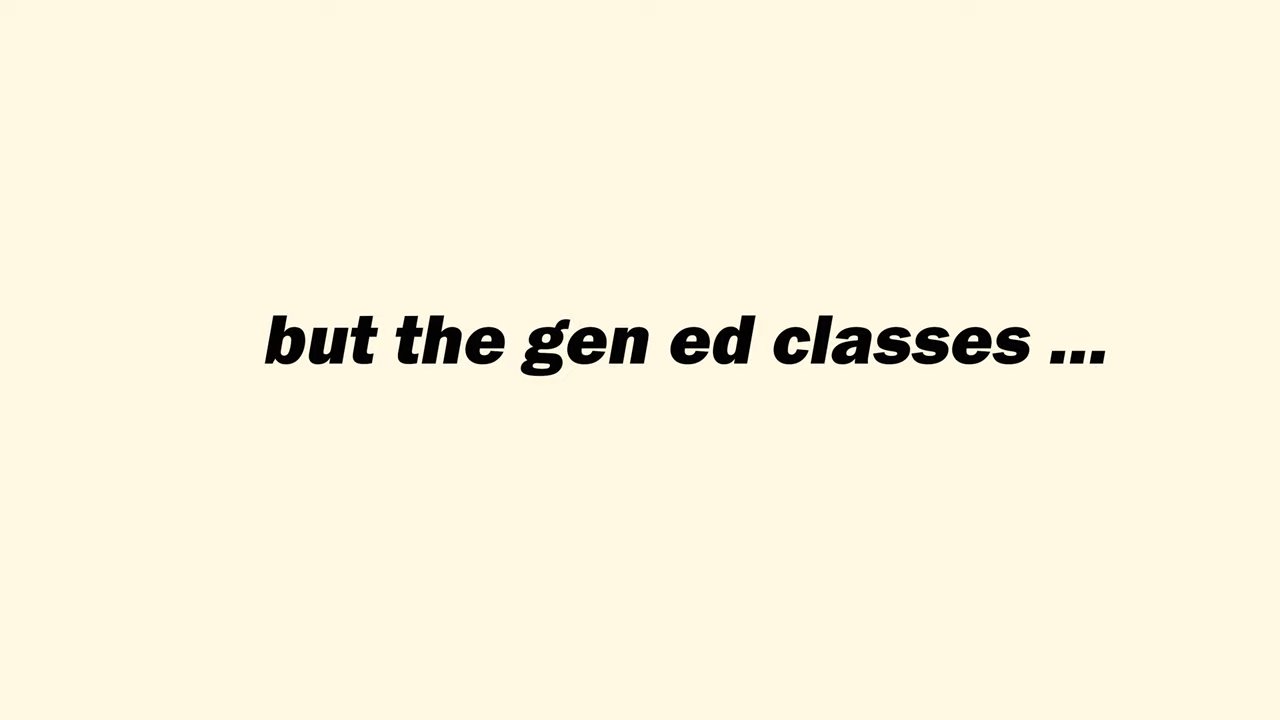 but the gen ed classes ...